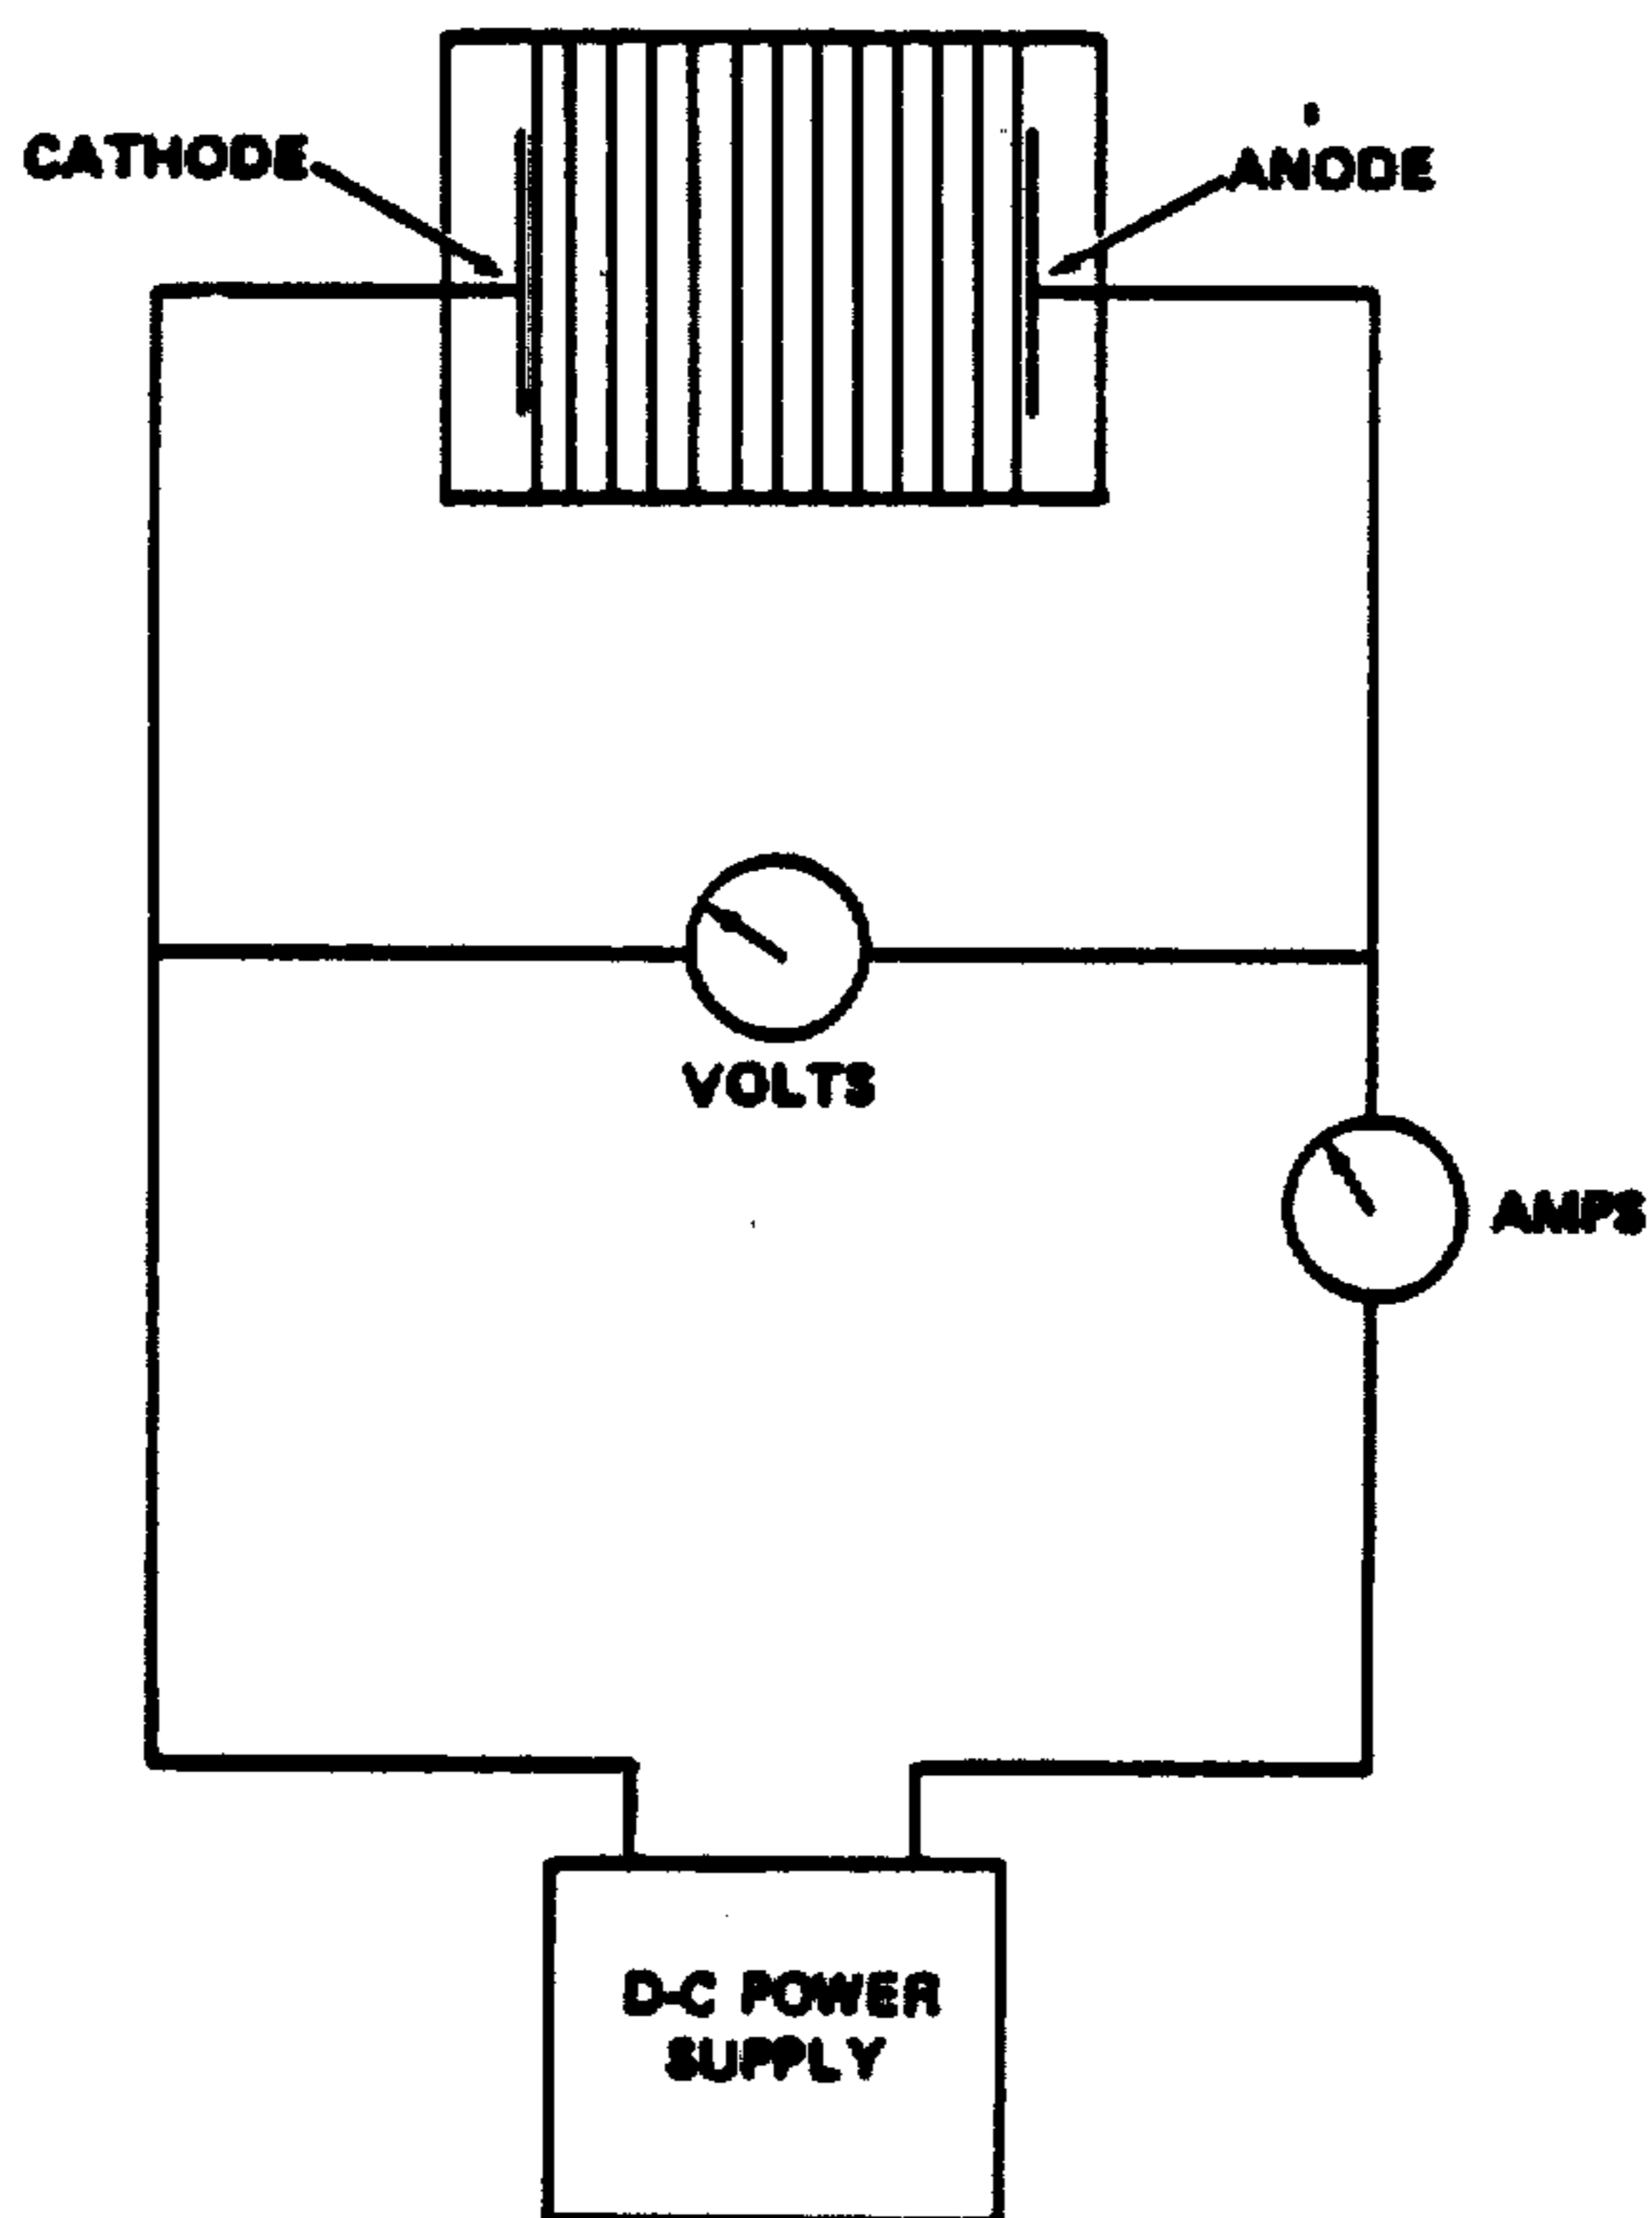 CATHODE
ANODE
VOLTS
AMPS
D-C POWER
SUPPLY